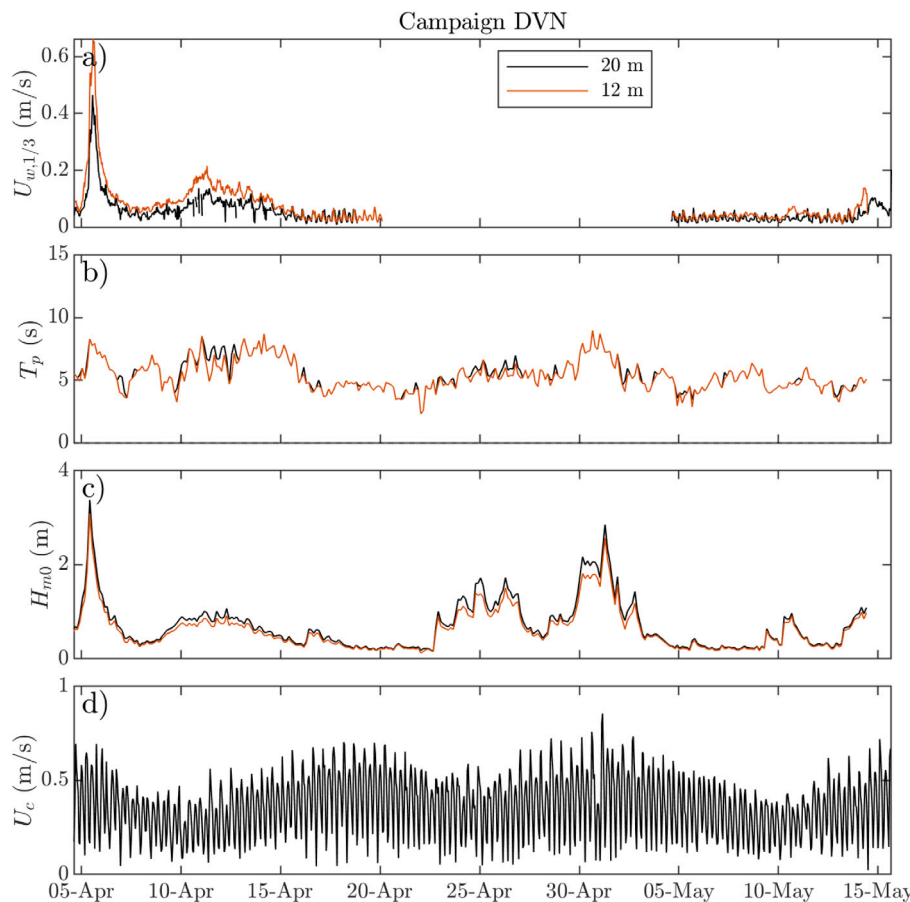 Campaign DVN
a)
20 m
12 m
0.6
0.4
0.2
0
U_{w,1/3} (m/s)
b)
15
10
5
0
T_p (s)
c)
4
2
0
H_{m0} (m)
d)
1
0.5
0
U_c (m/s)
05-Apr 10-Apr 15-Apr 20-Apr 25-Apr 30-Apr 05-May 10-May 15-May